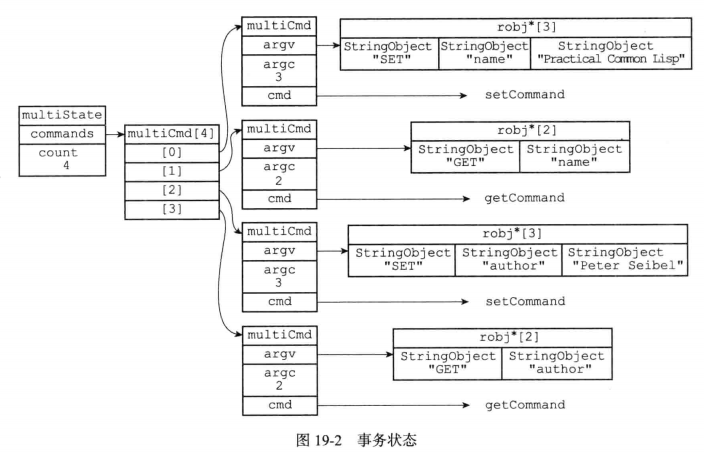 multiState
commands
count
4
multiCmd[4]
[0]
[1]
[2]
[3]
multiCmd
argv
argc
3
cmd
robj*[3]
StringObject "SET"
StringObject "name"
StringObject "Practical Common Lisp"
setCommand
multiCmd
argv
argc
2
cmd
robj*[2]
StringObject "GET"
StringObject "name"
getCommand
multiCmd
argv
argc
3
cmd
robj*[3]
StringObject "SET"
StringObject "author"
StringObject "Peter Seibel"
setCommand
multiCmd
argv
argc
2
cmd
robj*[2]
StringObject "GET"
StringObject "author"
getCommand
图 19-2 事务状态